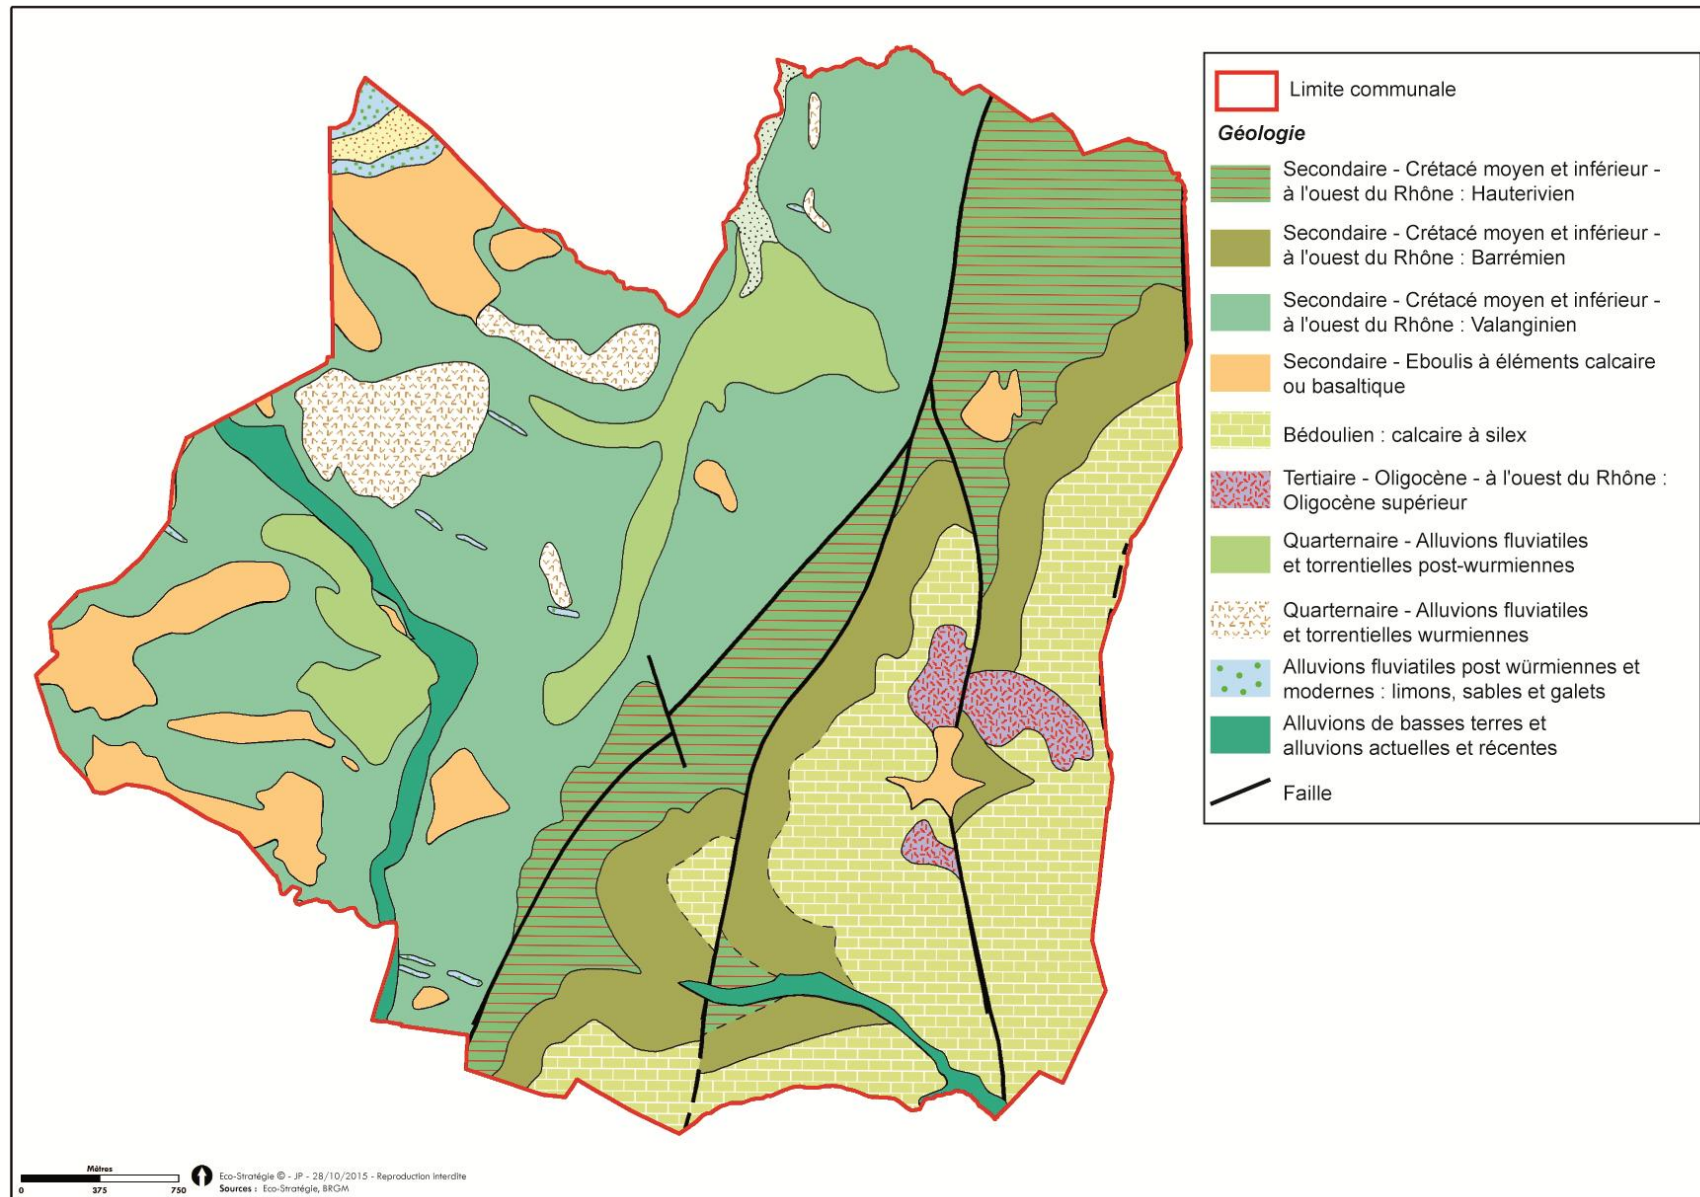 Limite communale
Géologie
Secondaire - Crétacé moyen et inférieur -
à l'ouest du Rhône : Hauterivien
Secondaire - Crétacé moyen et inférieur -
à l'ouest du Rhône : Barrémien
Secondaire - Crétacé moyen et inférieur -
à l'ouest du Rhône : Valanginien
Secondaire - Eboulis à éléments calcaire
ou basaltique
Bédoulien : calcaire à silex
Tertiaire - Oligocène - à l'ouest du Rhône :
Oligocène supérieur
Quarternaire - Alluvions fluviatiles
et torrentielles post-wurmiennes
Quarternaire - Alluvions fluviatiles
et torrentielles wurmiennes
Alluvions fluviatiles post würmiennes et
modernes : limons, sables et galets
Alluvions de basses terres et
alluvions actuelles et récentes
Faille
Mètres
0 375 750
Eco-Stratégie © - JP - 28/10/2015 - Reproduction interdite
Sources : Eco-Stratégie, BRGM